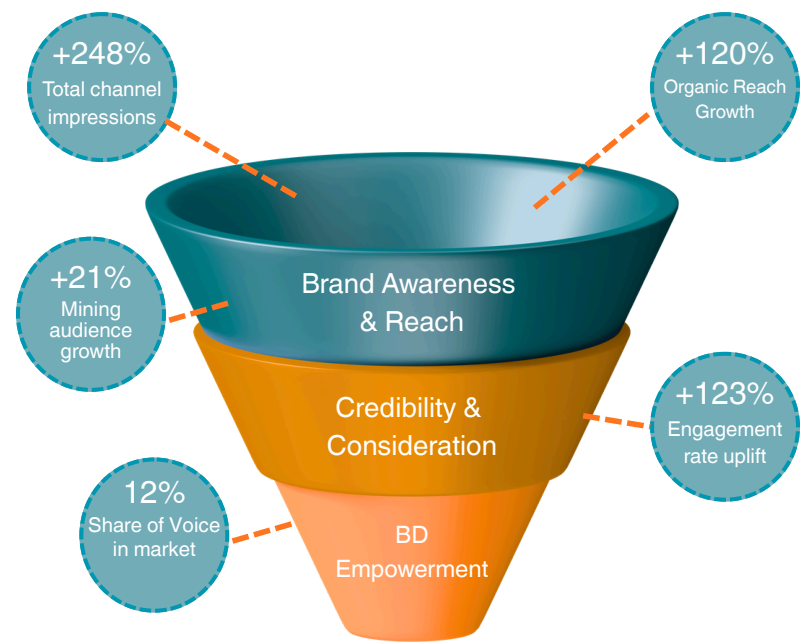 +248%
Total channel
impressions
+120%
Organic Reach
Growth
+21%
Mining
audience
growth
Brand Awareness
& Reach
Credibility &
Consideration
+123%
Engagement
rate uplift
12%
Share of Voice
in market
BD
Empowerment